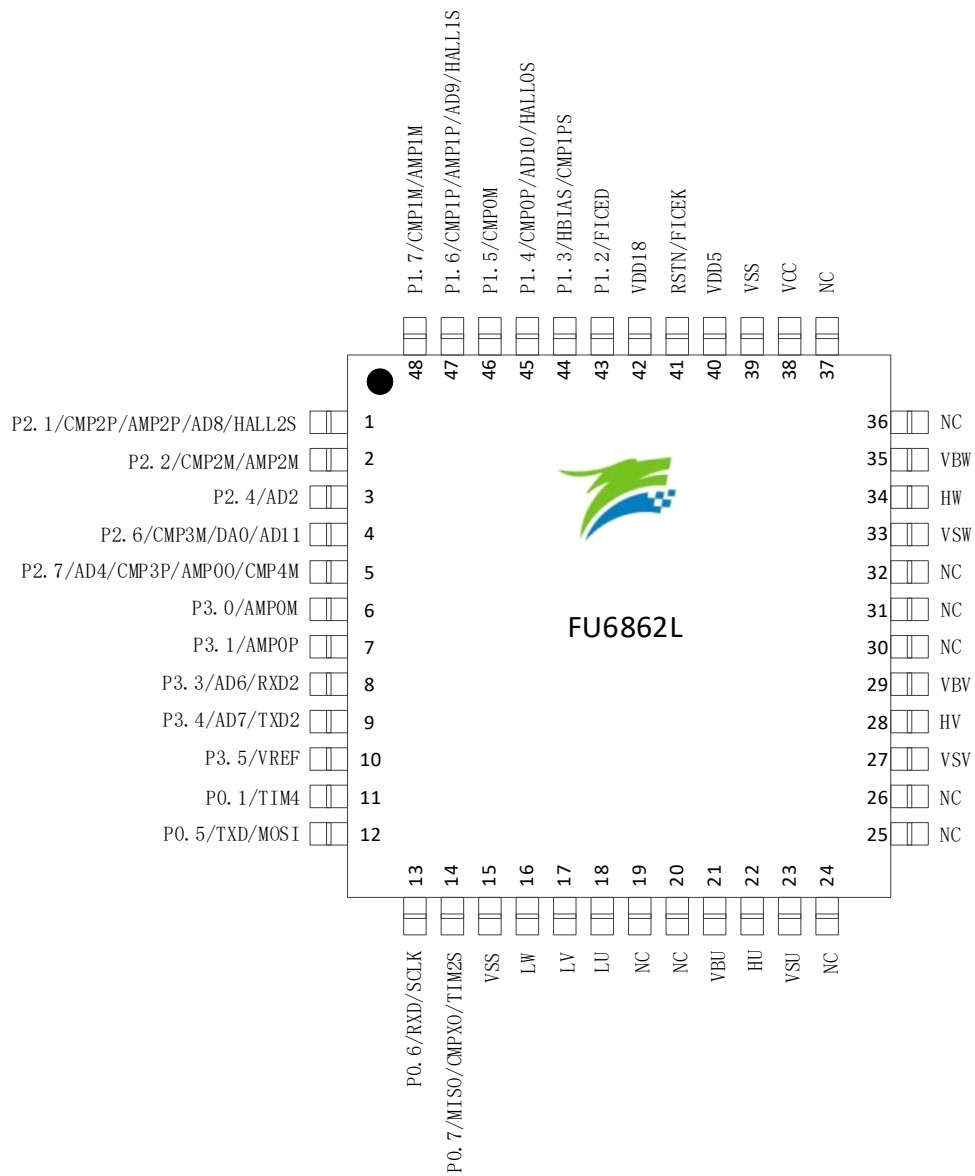 P1.7/CMP1M/AMP1M
P1.6/CMP1P/AMP1P/AD9/HALL1S
P1.5/CMP0M
P1.4/CMP0P/AD10/HALL0S
P1.3/HBIAS/CMP1PS
P1.2/FICED
VDD18
RSTN/FICEK
VDD5
VSS
VCC
NC
48
47
46
45
44
43
42
41
40
39
38
37
P2.1/CMP2P/AMP2P/AD8/HALL2S 1
P2.2/CMP2M/AMP2M 2
P2.4/AD2 3
P2.6/CMP3M/DA0/AD11 4
P2.7/AD4/CMP3P/AMP0O/CMP4M 5
P3.0/AMP0M 6
P3.1/AMP0P 7
P3.3/AD6/RXD2 8
P3.4/AD7/TXD2 9
P3.5/VREF 10
P0.1/TIM4 11
P0.5/TXD/MOSI 12
FU6862L
36 NC
35 VBW
34 HW
33 VSW
32 NC
31 NC
30 NC
29 VBV
28 HV
27 VSV
26 NC
25 NC
13
14
15
16
17
18
19
20
21
22
23
24
P0.6/RXD/SCLK
P0.7/MISO/CMPXO/TIM2S
VSS
LW
LV
LU
NC
NC
VBU
HU
VSU
NC